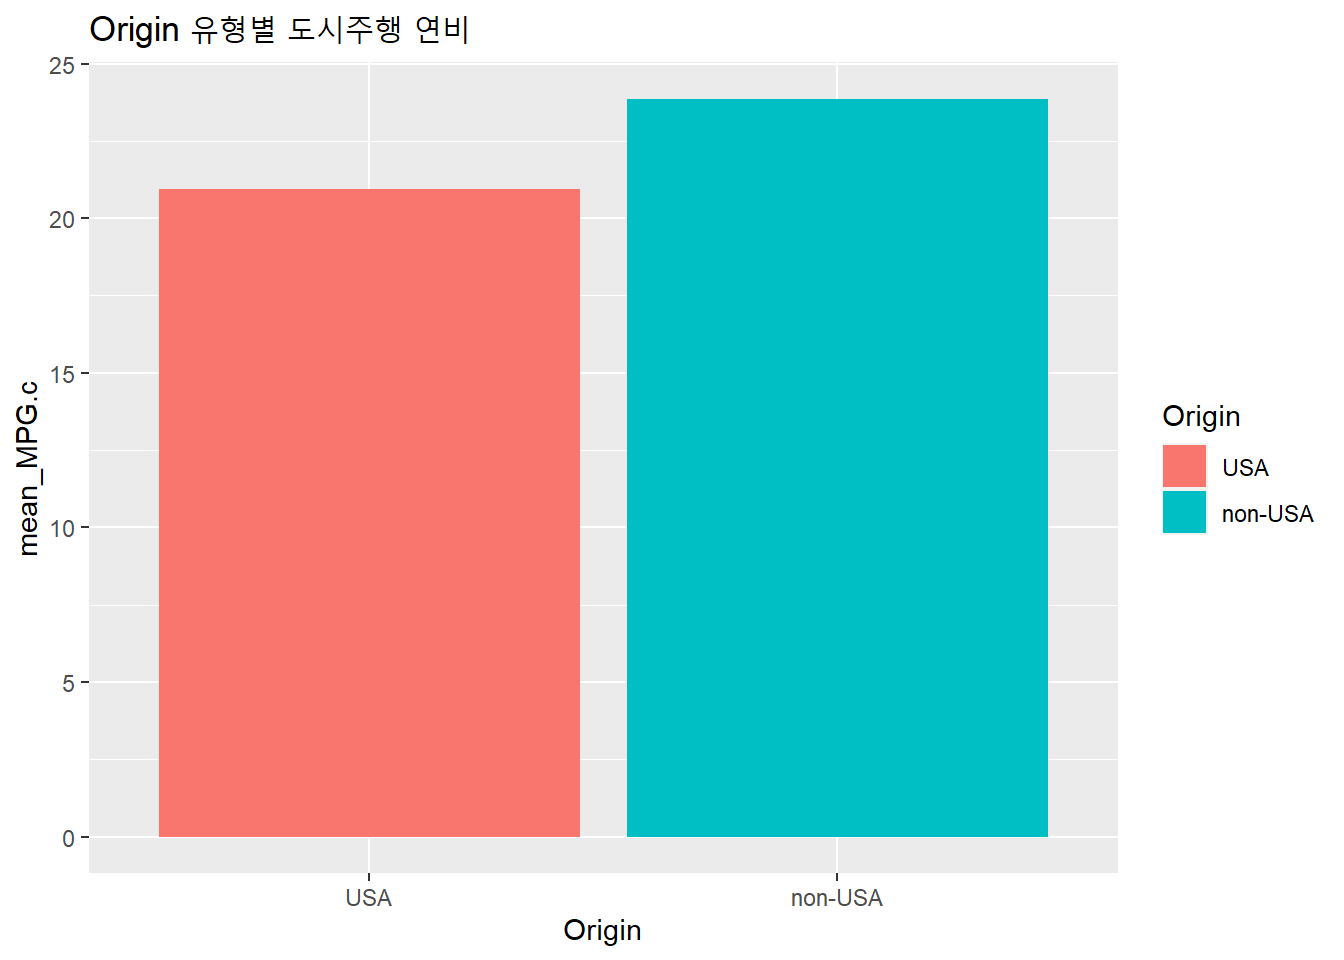 Origin 유형별 도시주행 연비
25
20
15
10
5
0
mean_MPG.c
USA
non-USA
Origin
Origin
USA
non-USA